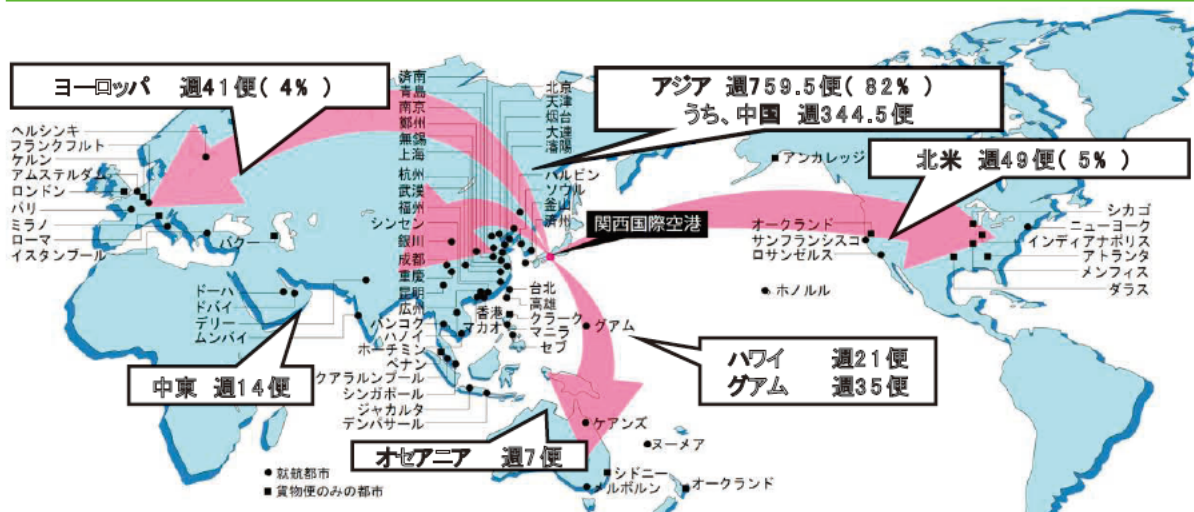 ヨーロッパ 週41便( 4% )
アジア 週759.5便( 82% )
うち、中国 週344.5便
北米 週49便( 5% )
ヘルシンキ
フランクフルト
ケルン
アムステルダム
ロンドン
パリ
ミラノ
ローマ
イスタンブール
バクー
ドーハ
ドバイ
デリー
ムンバイ
中東 週14便
済南
青島
南京
鄭州
無錫
上海
杭州
武漢
福州
シンセン
銀川
成都
重慶
昆明
広州
バンコク
ハノイ
ホーチミン
ペナン
クアラルンプール
シンガポール
ジャカルタ
デンパサール
北京
天津
烟台
大連
瀋陽
ハルビン
ソウル
釜山
済州
関西国際空港
台北
高雄
香港
クラーク
マカオ
マニラ
セブ
グアム
ハワイ 週21便
グアム 週35便
オセアニア 週7便
ケアンズ
ヌーメア
シドニー
メルボルン
オークランド
アンカレッジ
オークランド
サンフランシスコ
ロサンゼルス
ホノルル
シカゴ
ニューヨーク
インディアナポリス
アトランタ
メンフィス
ダラス
● 就航都市
■ 貨物便のみの都市